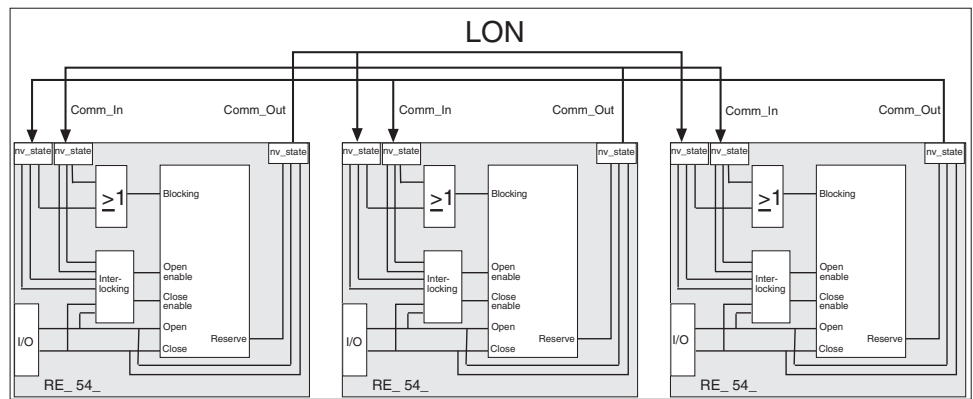 LON
Comm_In
Comm_Out
Comm_In
Comm_Out
Comm_In
Comm_Out
nv_state
nv_state
nv_state
nv_state
nv_state
nv_state
nv_state
nv_state
nv_state
≥1
Blocking
≥1
Blocking
≥1
Blocking
Inter-
locking
Open
enable
Close
enable
Open
Close
Reserve
I/O
RE_ 54_
Inter-
locking
Open
enable
Close
enable
Open
Close
Reserve
I/O
RE_ 54_
Inter-
locking
Open
enable
Close
enable
Open
Close
Reserve
I/O
RE_ 54_